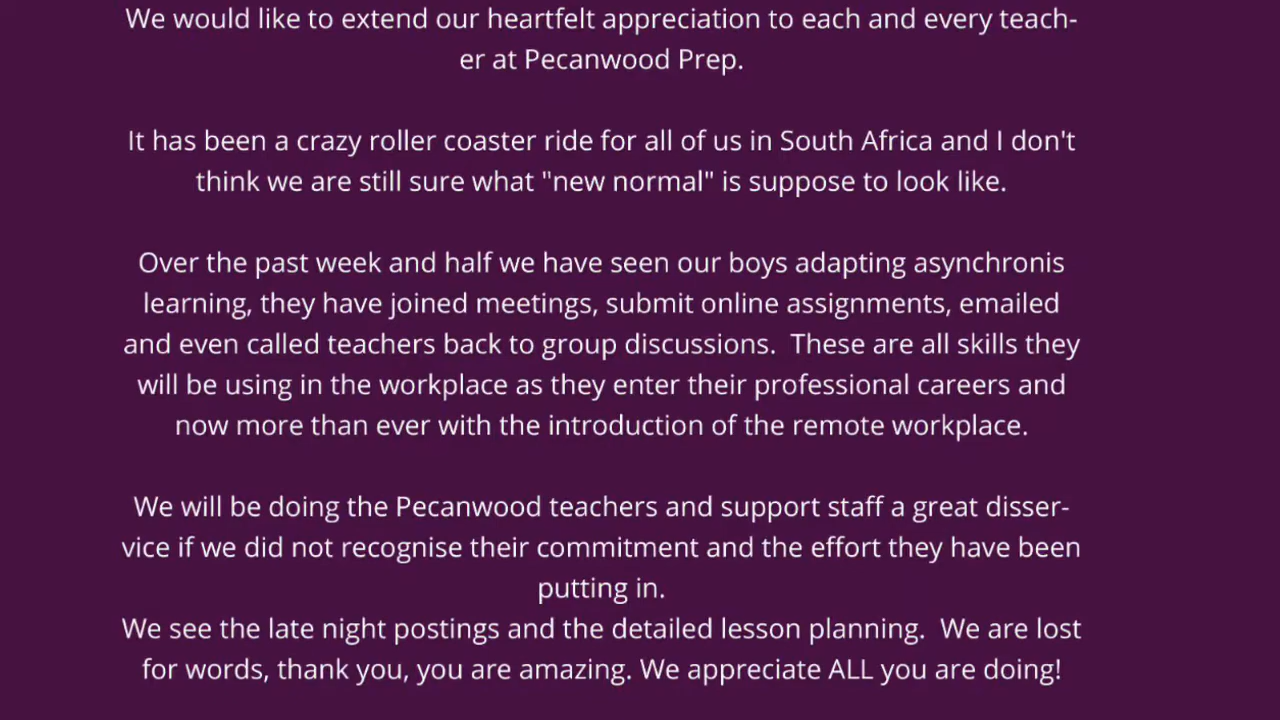 We would like to extend our heartfelt appreciation to each and every teach-
er at Pecanwood Prep.
It has been a crazy roller coaster ride for all of us in South Africa and I don't
think we are still sure what "new normal" is suppose to look like.
Over the past week and half we have seen our boys adapting asynchronis
learning, they have joined meetings, submit online assignments, emailed
and even called teachers back to group discussions.  These are all skills they
will be using in the workplace as they enter their professional careers and
now more than ever with the introduction of the remote workplace.
We will be doing the Pecanwood teachers and support staff a great disser-
vice if we did not recognise their commitment and the effort they have been
putting in.
We see the late night postings and the detailed lesson planning.  We are lost
for words, thank you, you are amazing. We appreciate ALL you are doing!